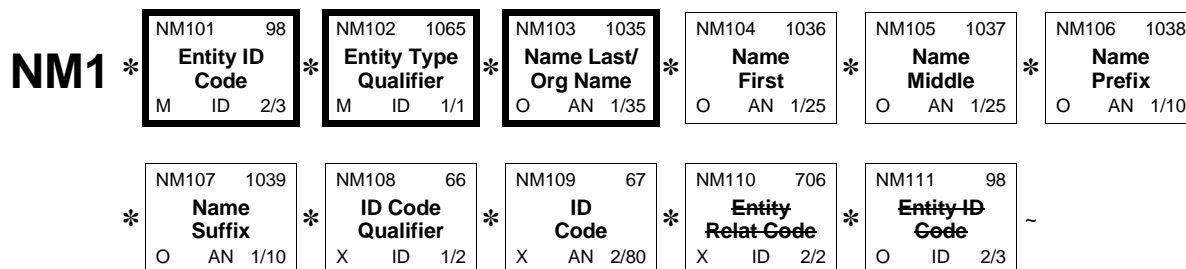 NM101 98 NM102 1065 NM103 1035 NM104 1036 NM105 1037 NM106 1038
NM1 * Entity ID Code * Entity Type Qualifier * Name Last/ Org Name * Name First * Name Middle * Name Prefix
M ID 2/3 M ID 1/1 O AN 1/35 O AN 1/25 O AN 1/25 O AN 1/10
NM107 1039 NM108 66 NM109 67 NM110 706 NM111 98
* Name Suffix * ID Code Qualifier * ID Code * Entity Relat Code * Entity ID Code ~
O AN 1/10 X ID 1/2 X AN 2/80 X ID 2/2 O ID 2/3